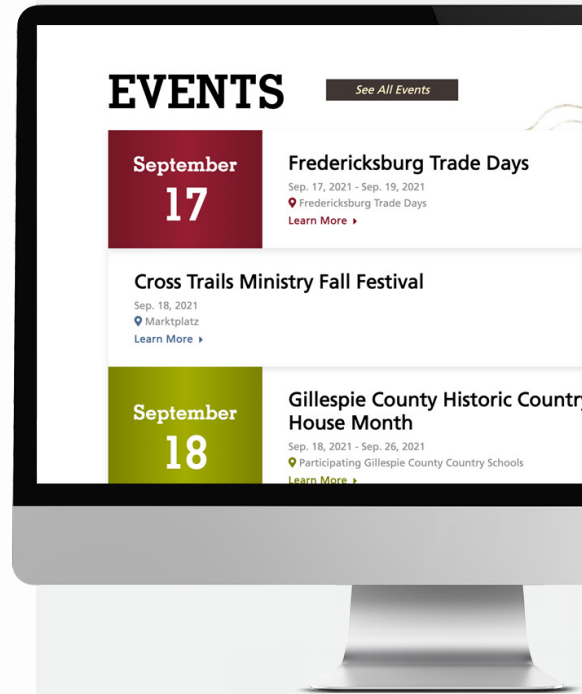 EVENTS
See All Events
September
17
Fredericksburg Trade Days
Sep. 17, 2021 - Sep. 19, 2021
Fredericksburg Trade Days
Learn More
Cross Trails Ministry Fall Festival
Sep. 18, 2021
Marktplatz
Learn More
September
18
Gillespie County Historic Country
House Month
Sep. 18, 2021 - Sep. 26, 2021
Participating Gillespie County Country Schools
Learn More